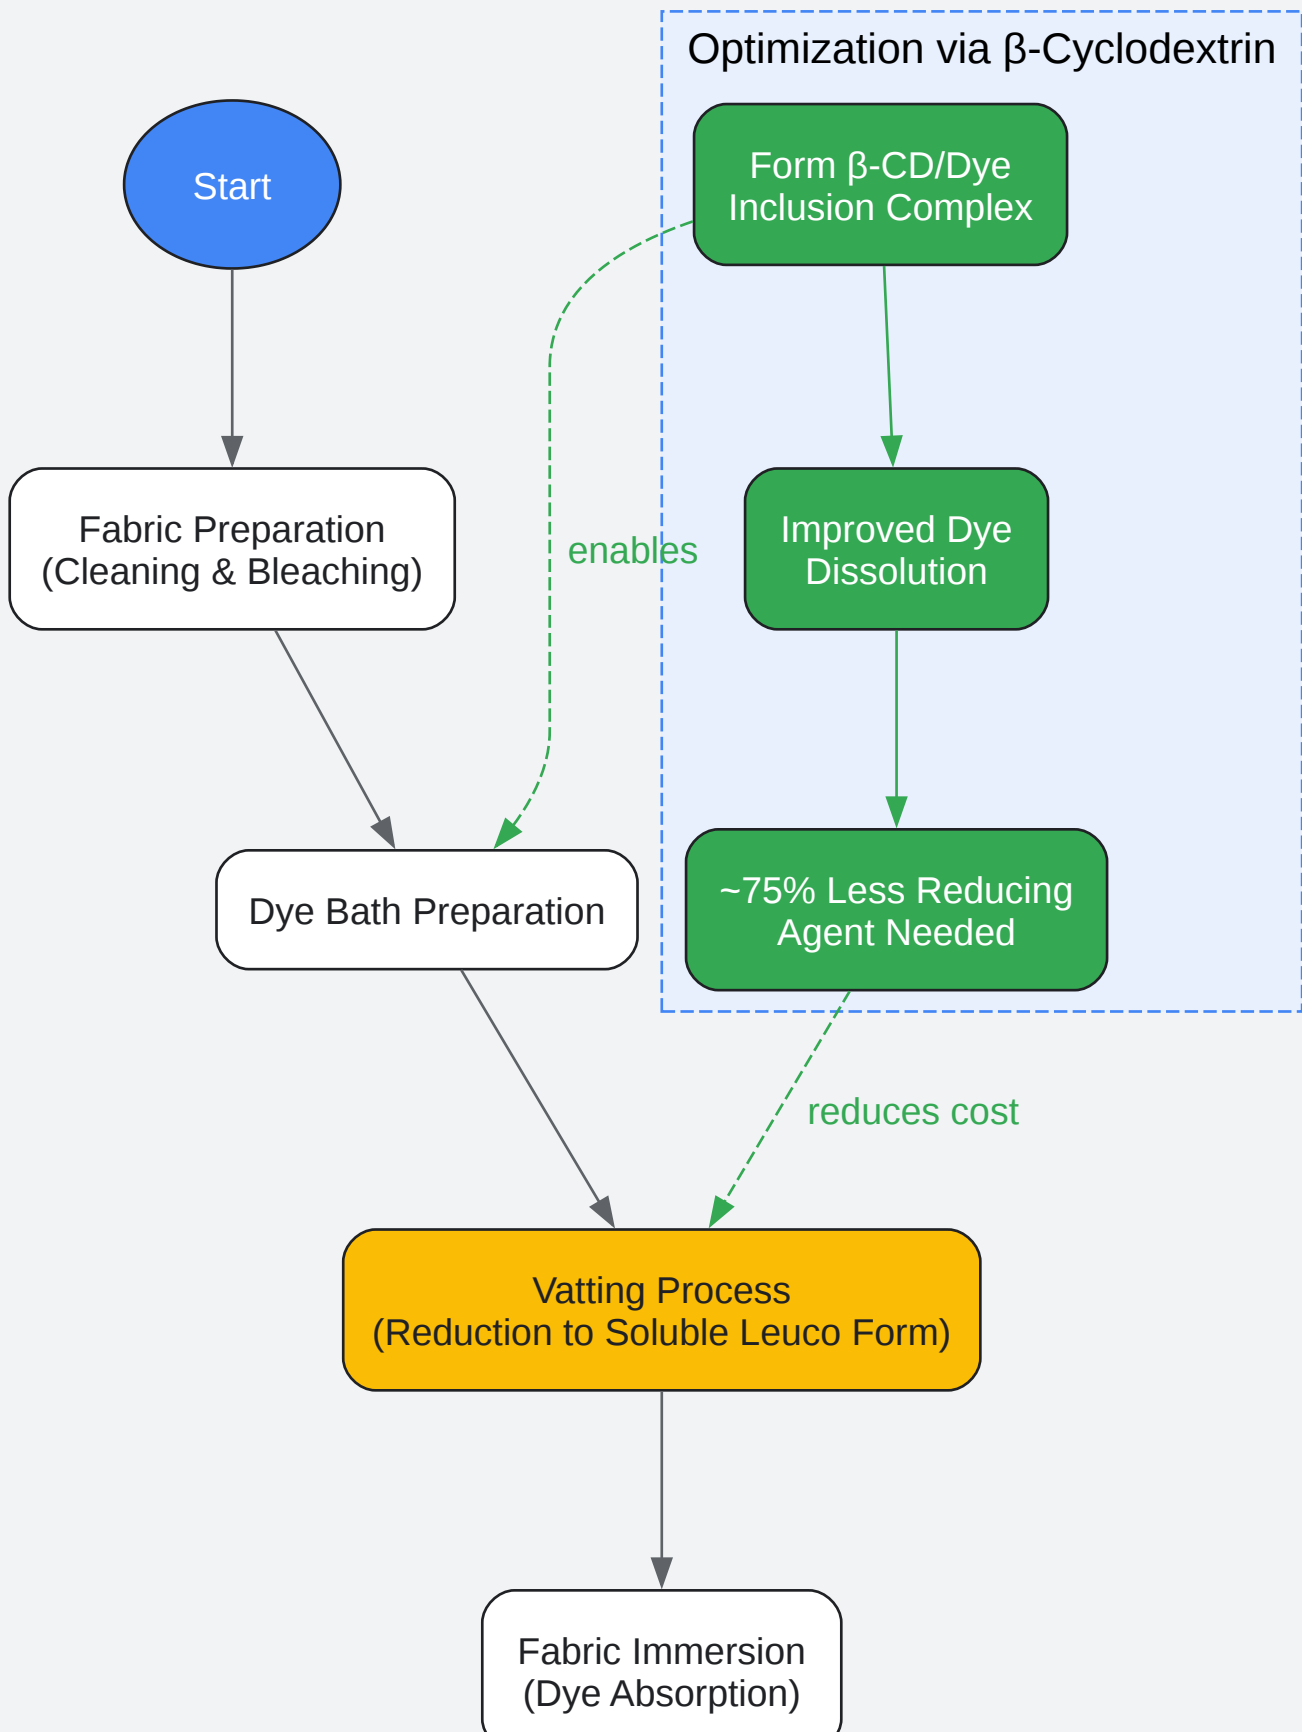 Optimization via β-Cyclodextrin
Start
Form β-CD/Dye
Inclusion Complex
Fabric Preparation
(Cleaning & Bleaching)
enables
Improved Dye
Dissolution
Dye Bath Preparation
~75% Less Reducing
Agent Needed
reduces cost
Vatting Process
(Reduction to Soluble Leuco Form)
Fabric Immersion
(Dye Absorption)